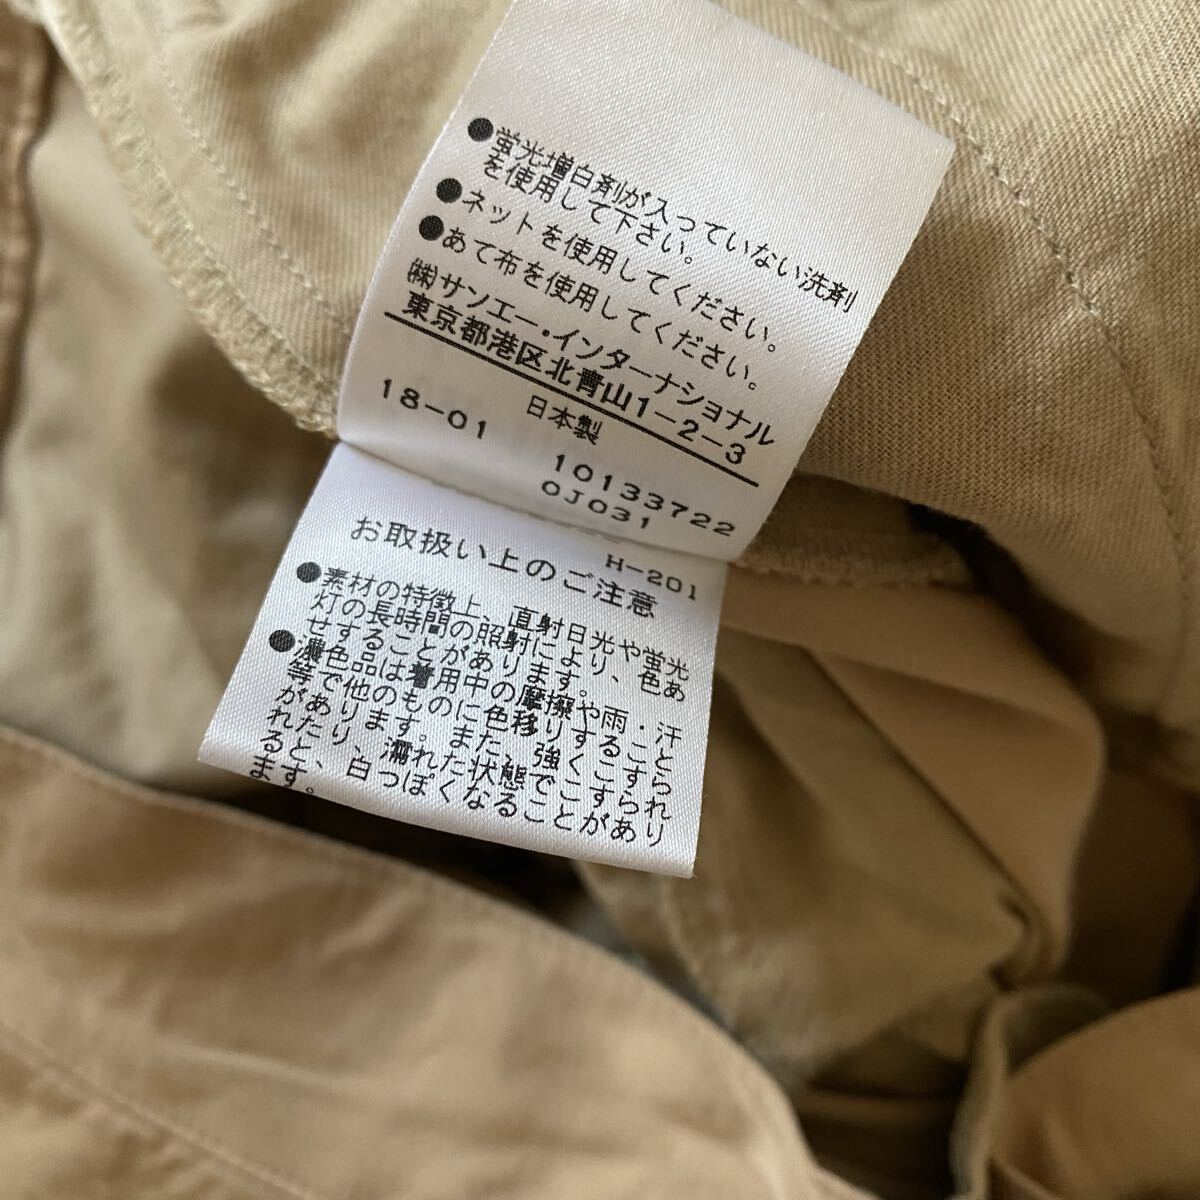 ●蛍光増白剤が入っていない洗剤
を使用して下さい。
●ネットを使用してください。
●あて布を使用してください。
㈱サンエー・インターナショナル
東京都港区北青山1-2-3
日本製
18-01
10133722
0J031
H-201
お取扱い上のご注意
●素材の特徴上、直射日光や蛍光
灯の長時間の照射により、色あ
せすることがあります。
●濃色品は着用中の摩擦や雨・汗
等で他のものに色移りすること
があります。また、強くこすら
れたり、濡れた状態でこすられ
ると、白っぽくなることがあり
ます。